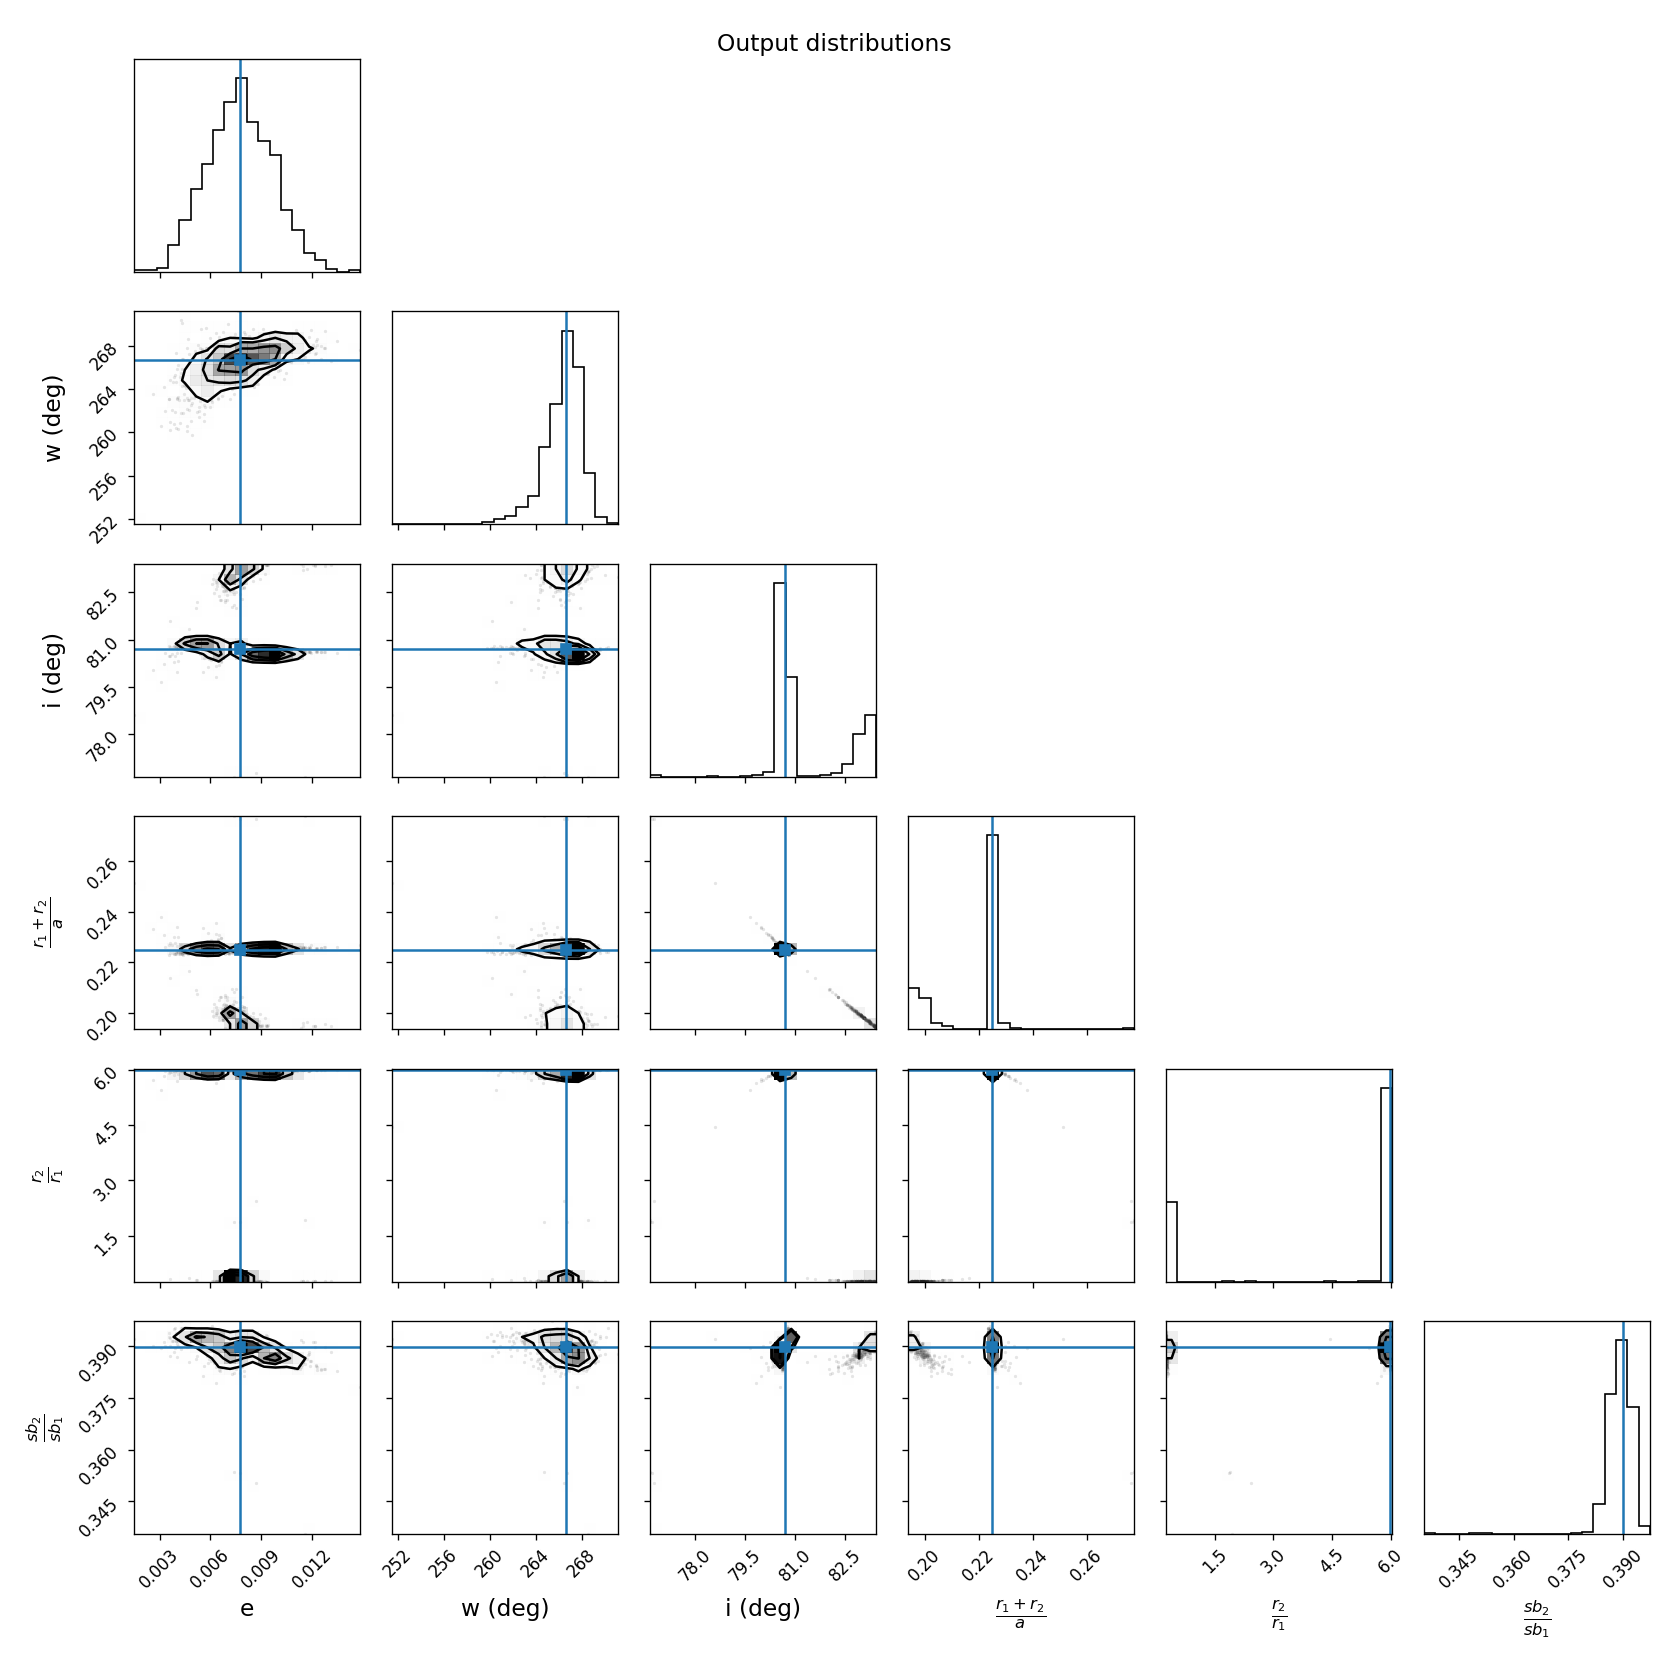 Output distributions
268
264
260
256
252
w (deg)
82.5
81.0
79.5
78.0
i (deg)
0.26
0.24
0.22
0.20
r1 + r2
a
6.0
4.5
3.0
1.5
r2
r1
0.390
0.375
0.360
0.345
sb2
sb1
0.003 0.006 0.009 0.012 252 256 260 264 268 78.0 79.5 81.0 82.5 0.20 0.22 0.24 0.26 1.5 3.0 4.5 6.0 0.345 0.360 0.375 0.390
e w (deg) i (deg) r1 + r2 r2 sb2
a r1 sb1